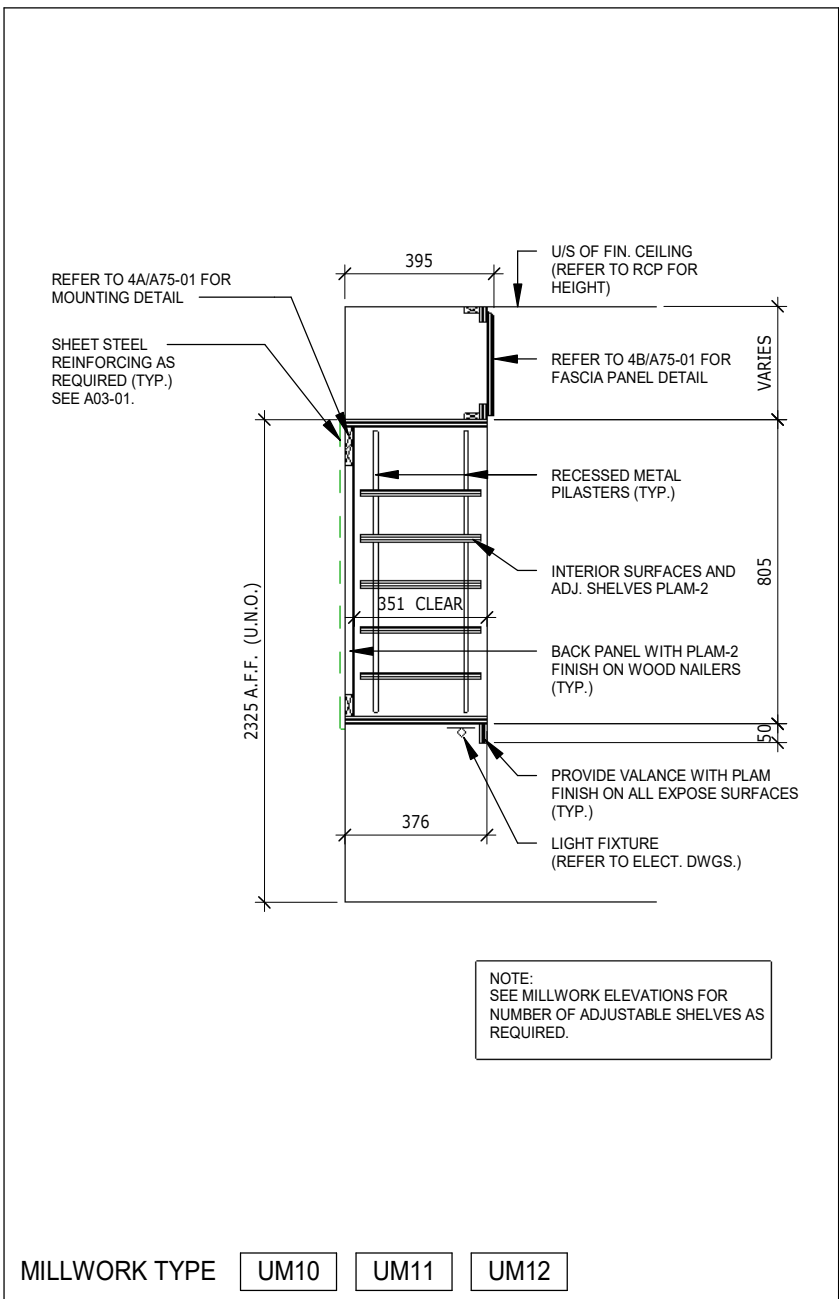 395
U/S OF FIN. CEILING
(REFER TO RCP FOR
HEIGHT)
REFER TO 4A/A75-01 FOR
MOUNTING DETAIL
SHEET STEEL
REINFORCING AS
REQUIRED (TYP.)
SEE A03-01.
VARIES
REFER TO 4B/A75-01 FOR
FASCIA PANEL DETAIL
RECESSED METAL
PILASTERS (TYP.)
INTERIOR SURFACES AND
ADJ. SHELVES PLAM-2
805
351 CLEAR
2325 A.F.F. (U.N.O.)
BACK PANEL WITH PLAM-2
FINISH ON WOOD NAILERS
(TYP.)
50
PROVIDE VALANCE WITH PLAM
FINISH ON ALL EXPOSE SURFACES
(TYP.)
376
LIGHT FIXTURE
(REFER TO ELECT. DWGS.)
NOTE:
SEE MILLWORK ELEVATIONS FOR
NUMBER OF ADJUSTABLE SHELVES AS
REQUIRED.
MILLWORK TYPE UM10 UM11 UM12